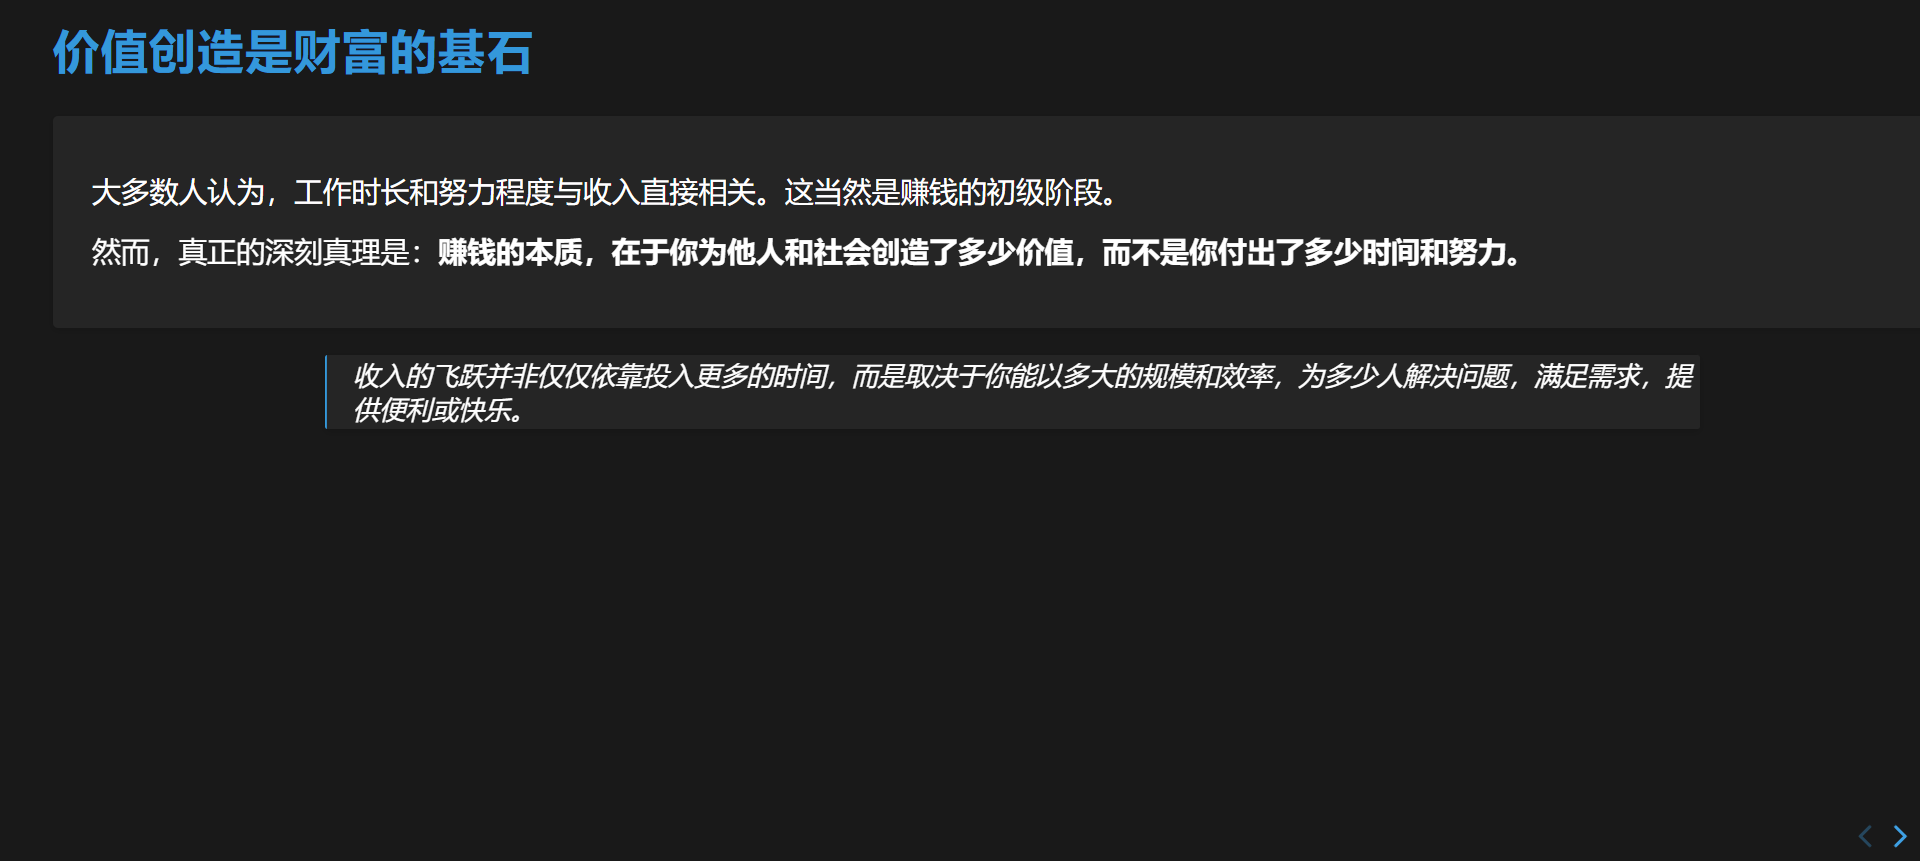 价值创造是财富的基石
大多数人认为，工作时长和努力程度与收入直接相关。这当然是赚钱的初级阶段。
然而，真正的深刻真理是：赚钱的本质，在于你为他人和社会创造了多少价值，而不是你付出了多少时间和努力。
收入的飞跃并非仅仅依靠投入更多的时间，而是取决于你能以多大的规模和效率，为多少人解决问题，满足需求，提
供便利或快乐。